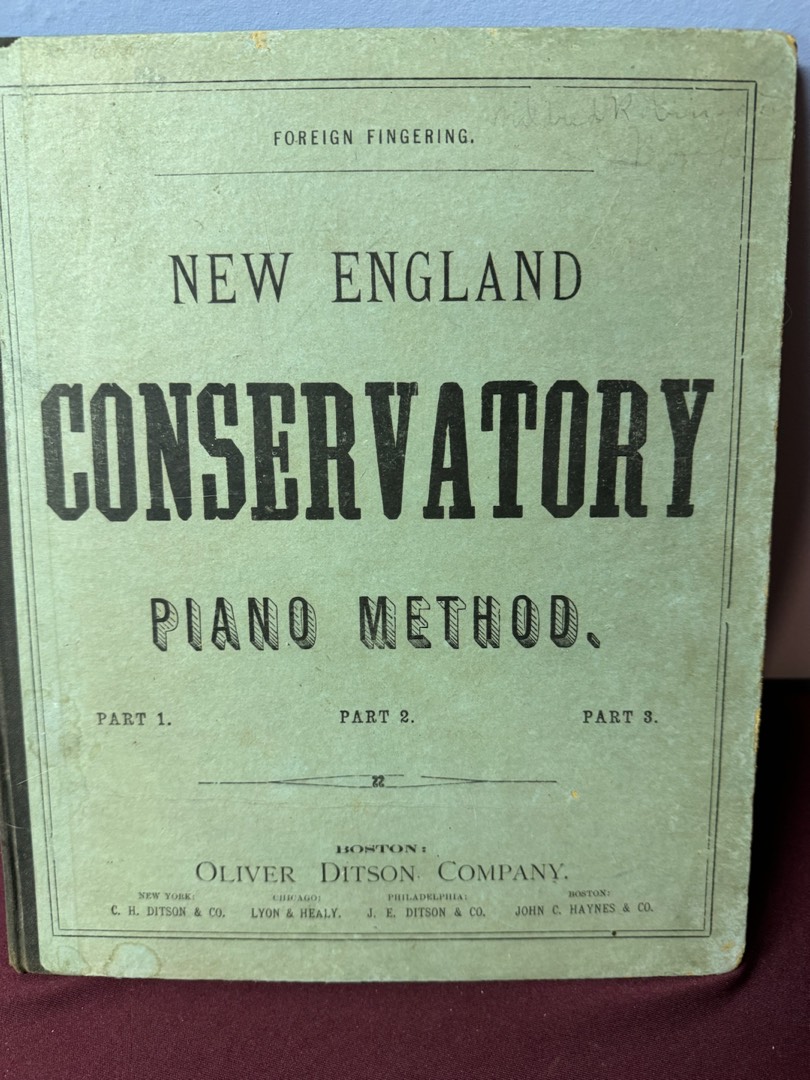 FOREIGN FINGERING.
Mildred
NEW ENGLAND
CONSERVATORY
PIANO METHOD.
PART 1. PART 2. PART 3.
BOSTON:
OLIVER DITSON COMPANY.
NEW YORK: CHICAGO: PHILADELPHIA: BOSTON:
C. H. DITSON & CO. LYON & HEALY. J. E. DITSON & CO. JOHN C. HAYNES & CO.